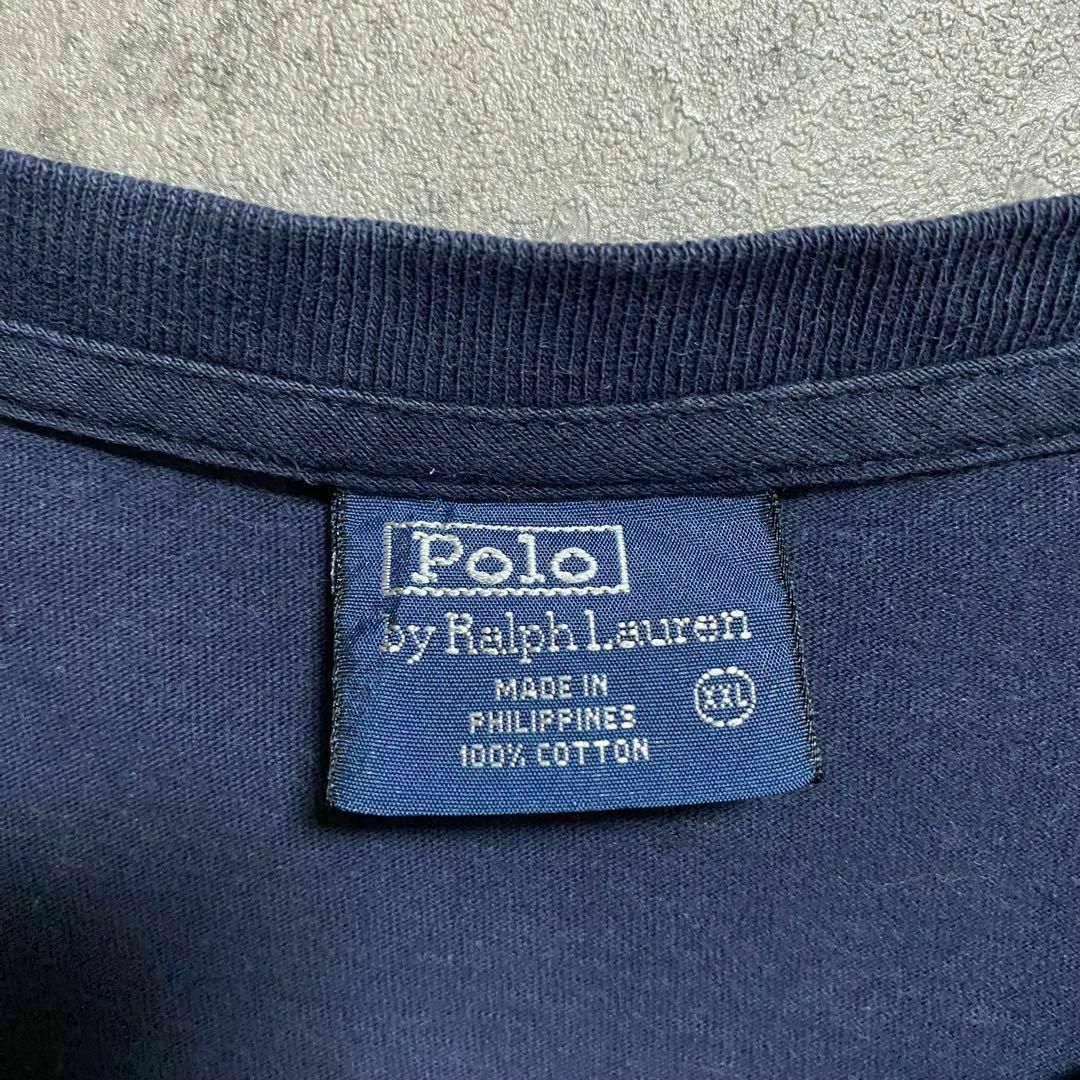 Polo
by Ralph Lauren
MADE IN
PHILIPPINES
100% COTTON
XXL